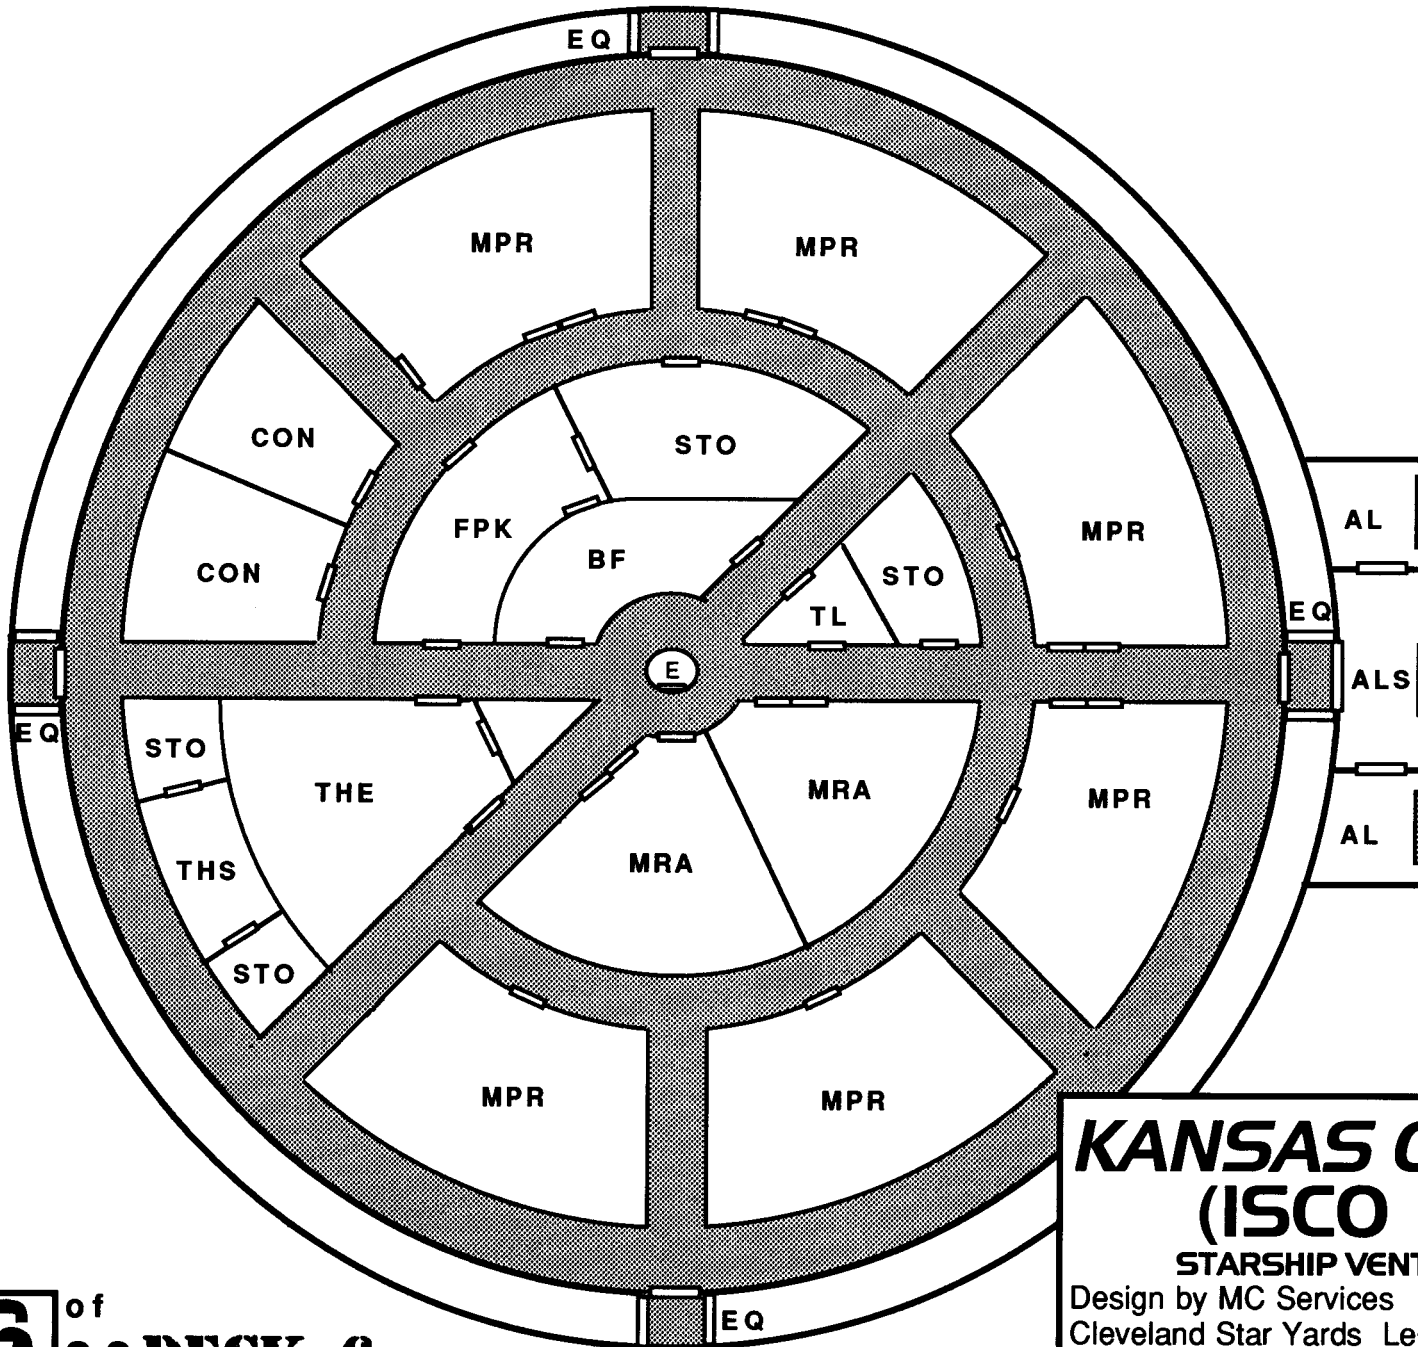 EQ
MPR
MPR
CON
STO
FPK
MPR
AL
BF
CON
STO
TL
EQ
E
ALS
EQ
STO
THE
MRA
MPR
AL
MRA
THS
STO
MPR
MPR
KANSAS
(ISCO
STARSHIP VENT
Design by MC Services
Cleveland Star Yards
of
EQ